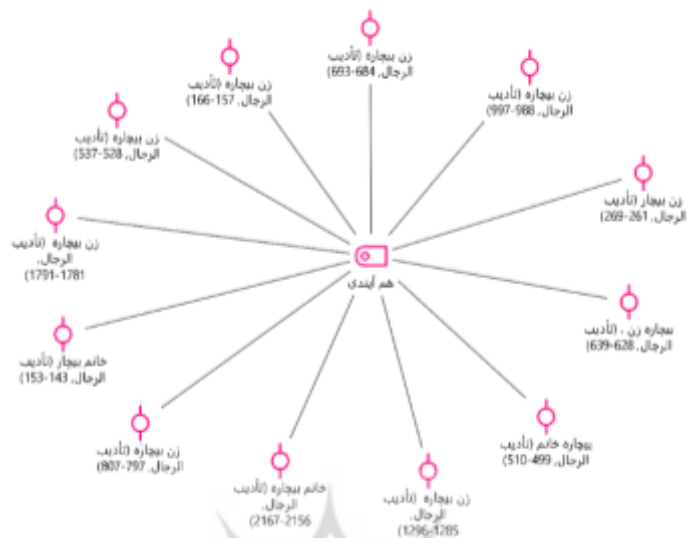 زن بیچاره (تأدیب
الرجال, 684-693)
زن بیچاره (تأدیب
الرجال, 157-166)
زن بیچاره (تأدیب
الرجال, 988-997)
زن بیچاره (تأدیب
الرجال, 528-537)
زن بیچار (تأدیب
الرجال, 261-269)
زن بیچاره (تأدیب
الرجال,
1781-1791)
هم آیندی
بیچاره زن ، (تأدیب
الرجال, 628-639)
خانم بیچار (تأدیب
الرجال, 143-153)
بیچاره خانم (تأدیب
الرجال, 499-510)
زن بیچاره (تأدیب
الرجال, 797-807)
خانم بیچاره (تأدیب
الرجال,
2156-2167)
زن بیچاره (تأدیب
الرجال,
1285-1296)